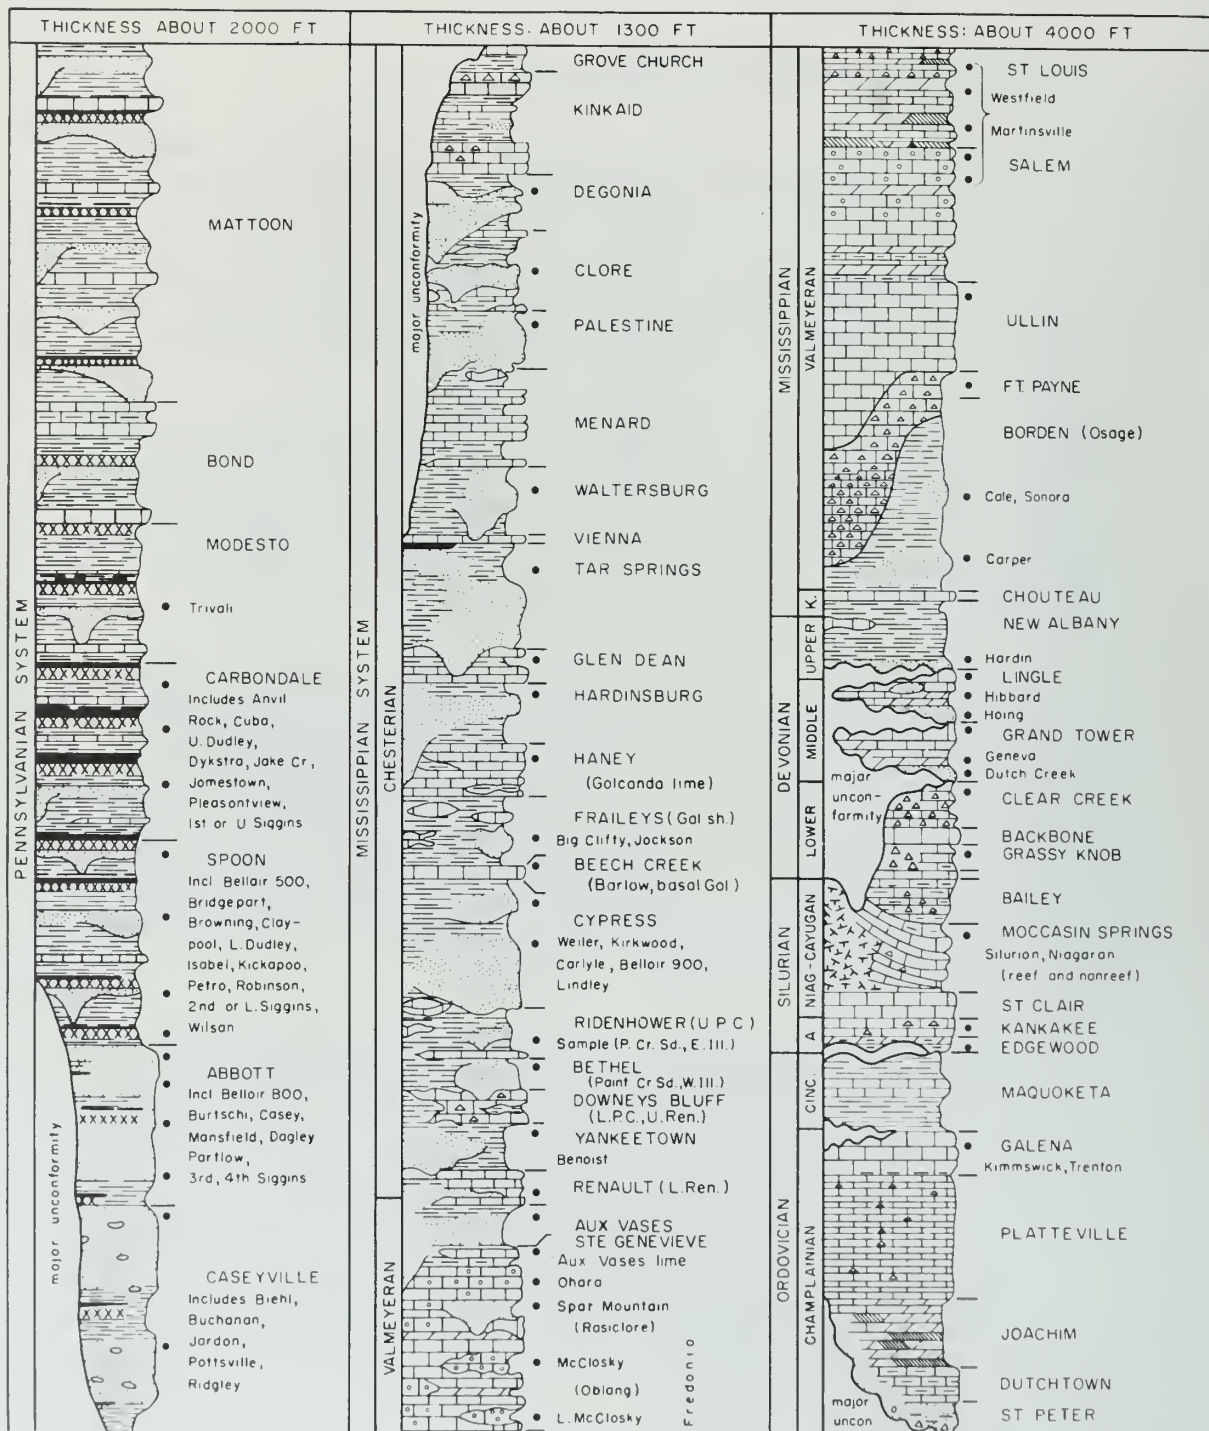 THICKNESS ABOUT 2000 FT
PENNSYLVANIAN SYSTEM
MATTOON
BOND
MODESTO
Trivoli
CARBONDALE
Includes Anvil
Rock, Cuba,
U. Dudley,
Dykstra, Jake Cr,
Jamestown,
Pleasantview,
1st or U Siggins
SPOON
Incl Bellair 500,
Bridgeport,
Browning, Clay-
pool, L. Dudley,
Isabel, Kickapoo,
Petro, Robinson,
2nd or L. Siggins,
Wilson
ABBOTT
Incl Bellair 800,
Burtschi, Casey,
Mansfield, Dagley
Partlow,
3rd, 4th Siggins
major unconformity
CASEYVILLE
Includes Biehl,
Buchanan,
Jordan,
Pottsville,
Ridgley
THICKNESS: ABOUT 1300 FT
MISSISSIPPIAN SYSTEM
CHESTERIAN
VALMEYERAN
major unconformity
GROVE CHURCH
KINKAID
DEGONIA
CLORE
PALESTINE
MENARD
WALTERSBURG
VIENNA
TAR SPRINGS
GLEN DEAN
HARDINSBURG
HANEY
(Golconda lime)
FRAILEYS (Gol sh.)
Big Clifty, Jackson
BEECH CREEK
(Barlow, basal Gol)
CYPRESS
Weiler, Kirkwood,
Carlyle, Bellair 900,
Lindley
RIDENHOWER (U P C)
Sample (P. Cr. Sd., E. Ill.)
BETHEL
(Paint Cr Sd., W. Ill.)
DOWNEYS BLUFF
(L.P.C., U. Ren.)
YANKEETOWN
Benoist
RENAULT (L. Ren.)
AUX VASES
STE GENEVIEVE
Aux Vases lime
Ohara
Spar Mountain
(Rosiclare)
McClosky
(Oblong)
L. McClosky
Fredonia
THICKNESS: ABOUT 4000 FT
MISSISSIPPIAN
VALMEYERAN
K.
DEVONIAN
UPPER
MIDDLE
LOWER
SILURIAN
NIAG-CAYUGAN
A
ORDOVICIAN
CINC.
CHAMPLAINIAN
ST LOUIS
Westfield
Martinsville
SALEM
ULLIN
FT. PAYNE
BORDEN (Osage)
Cole, Sonora
Carper
CHOUTEAU
NEW ALBANY
Hardin
LINGLE
Hibbard
Hoing
GRAND TOWER
Geneva
Dutch Creek
major
uncon-
formity
CLEAR CREEK
BACKBONE
GRASSY KNOB
BAILEY
MOCCASIN SPRINGS
Silurian, Niagaran
(reef and nonreef)
ST CLAIR
KANKAKEE
EDGEWOOD
MAQUOKETA
GALENA
Kimmswick, Trenton
PLATTEVILLE
JOACHIM
DUTCHTOWN
major
uncon
ST PETER